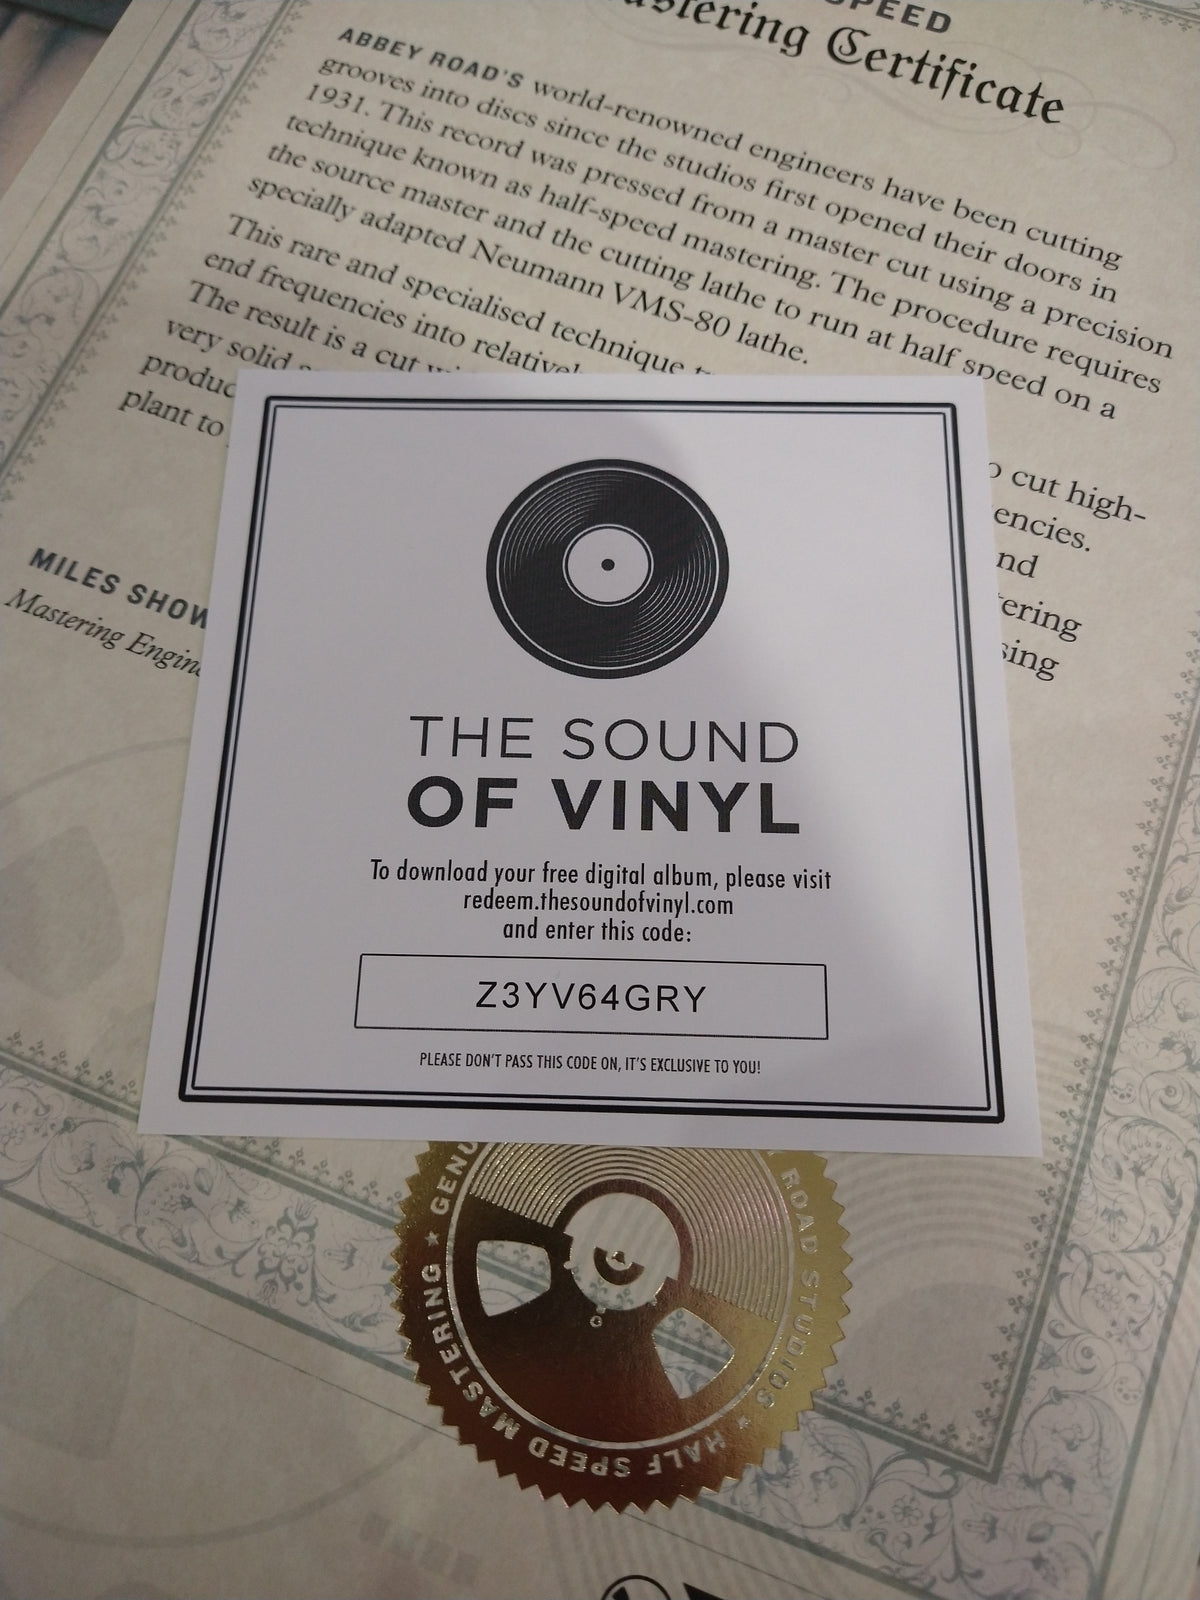 SPEED
Mastering Certificate
ABBEY ROAD'S world-renowned engineers have been cutting
grooves into discs since the studios first opened their doors in
1931. This record was pressed from a master cut using a precision
technique known as half-speed mastering. The procedure requires
the source master and the cutting lathe to run at half speed on a
specially adapted Neumann VMS-80 lathe.
This rare and specialised technique o cut high-
end frequencies into relatively encies.
The result is a cut nd
very solid tering
produc sing
plant to
MILES SHOW
Mastering Engin
THE SOUND
OF VINYL
To download your free digital album, please visit
redeem.thesoundofvinyl.com
and enter this code:
Z3YV64GRY
PLEASE DON'T PASS THIS CODE ON, IT'S EXCLUSIVE TO YOU!
GENU ROAD STUDIOS ★ HALF SPEED MASTERING ★